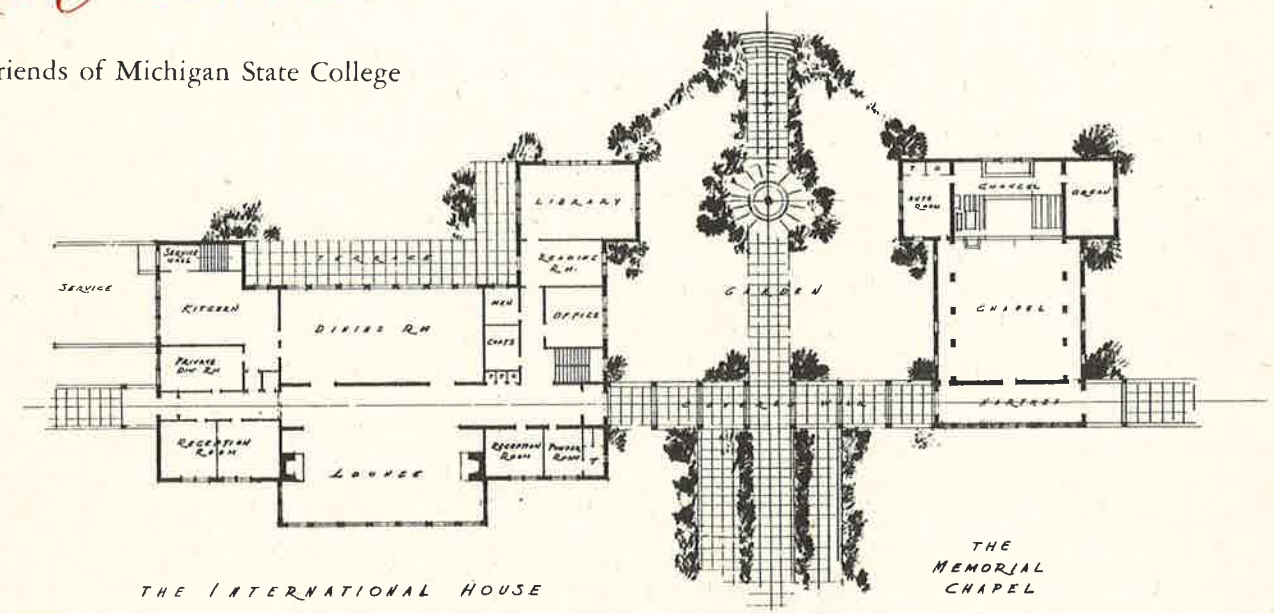 riends of Michigan State College
LIBRARY
CHANCEL
ORGAN
ROOM
SERVICE
HALL
TERRACE
READING
RM.
SERVICE
GARDEN
KITCHEN
MEN
OFFICE
CHAPEL
DINING RM
COATS
PRIVATE
DIN. RM
COVERED WALK
NARTHEX
RECEPTION
ROOM
LOUNGE
RECEPTION
ROOM
POWDER
ROOM
T
THE INTERNATIONAL HOUSE
THE
MEMORIAL
CHAPEL